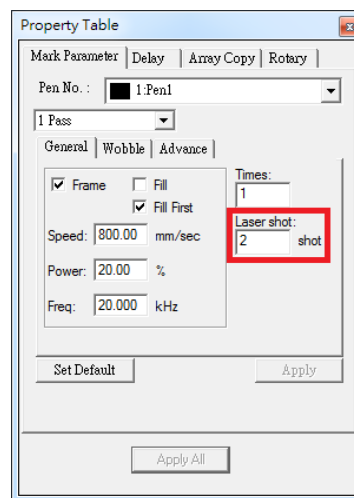 Property Table
Mark Parameter Delay Array Copy Rotary
Pen No. : 1:Pen1
1 Pass
General Wobble Advance
Frame Fill
Fill First
Times:
1
Laser shot:
2 shot
Speed: 800.00 mm/sec
Power: 20.00 %
Freq: 20.000 kHz
Set Default Apply
Apply All